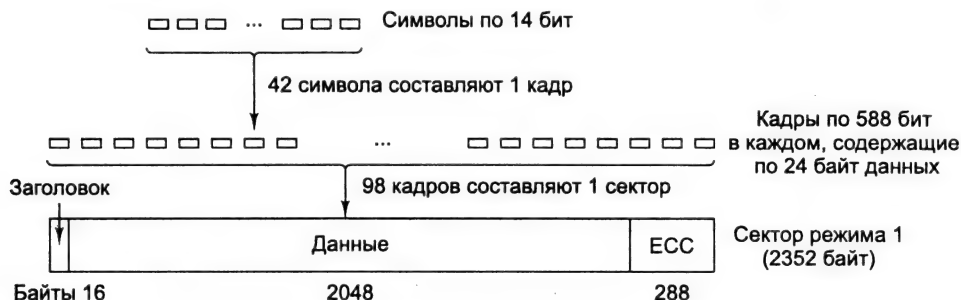 Символы по 14 бит
...
42 символа составляют 1 кадр
...
Кадры по 588 бит
в каждом, содержащие
по 24 байт данных
Заголовок
98 кадров составляют 1 сектор
Данные
ECC
Сектор режима 1
(2352 байт)
Байты 16
2048
288